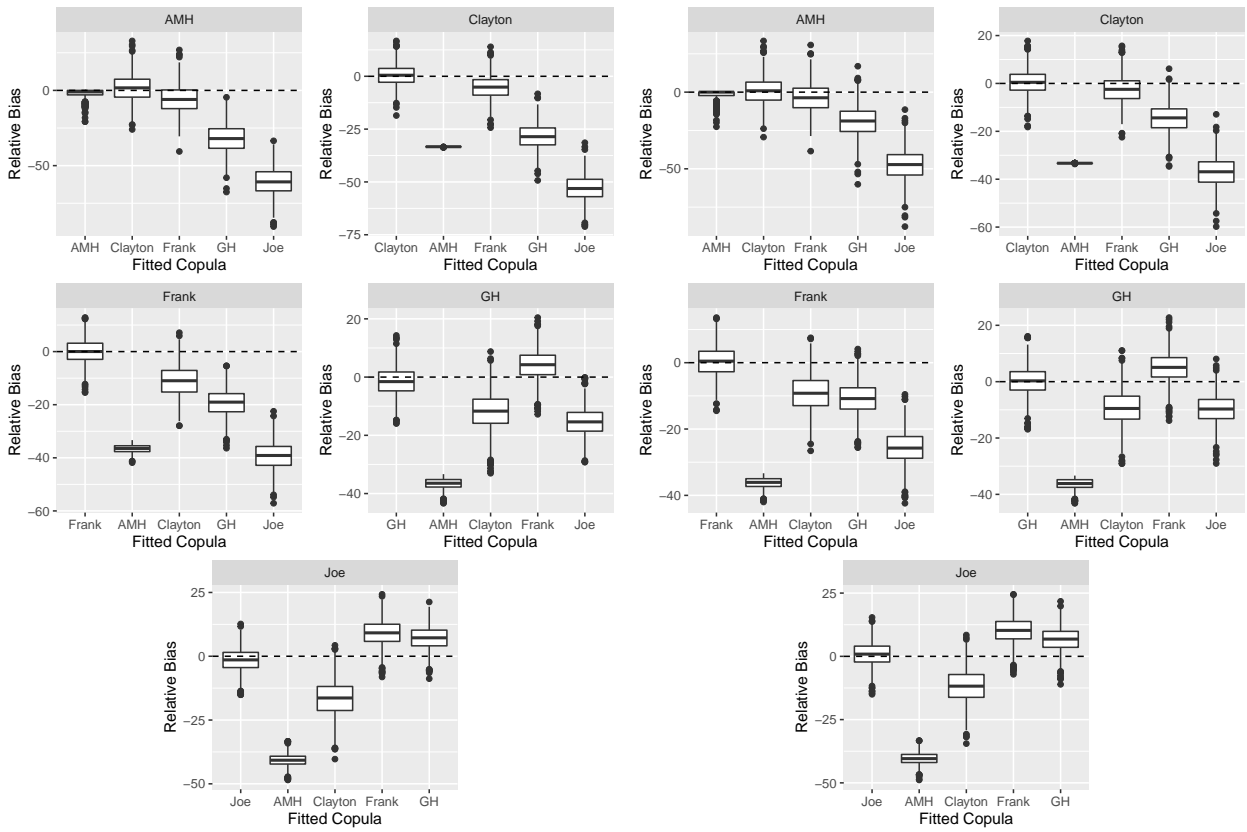 AMH
Relative Bias
0
−50
AMH Clayton Frank GH Joe
Fitted Copula
Clayton
Relative Bias
0
−25
−50
−75
Clayton AMH Frank GH Joe
Fitted Copula
AMH
Relative Bias
0
−50
AMH Clayton Frank GH Joe
Fitted Copula
Clayton
Relative Bias
20
0
−20
−40
−60
Clayton AMH Frank GH Joe
Fitted Copula
Frank
Relative Bias
0
−20
−40
−60
Frank AMH Clayton GH Joe
Fitted Copula
GH
Relative Bias
20
0
−20
−40
GH AMH Clayton Frank Joe
Fitted Copula
Frank
Relative Bias
0
−20
−40
Frank AMH Clayton GH Joe
Fitted Copula
GH
Relative Bias
20
0
−20
−40
GH AMH Clayton Frank Joe
Fitted Copula
Joe
Relative Bias
25
0
−25
−50
Joe AMH Clayton Frank GH
Fitted Copula
Joe
Relative Bias
25
0
−25
−50
Joe AMH Clayton Frank GH
Fitted Copula